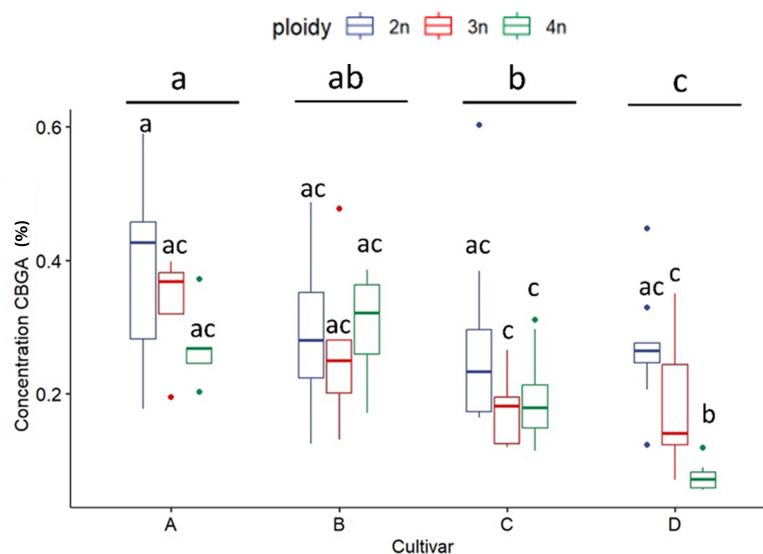 ploidy 2n 3n 4n
a ab b c
a
ac
ac
ac
ac
ac
ac
c
c
ac
c
b
0.6
0.4
0.2
Concentration CBGA (%)
A B C D
Cultivar